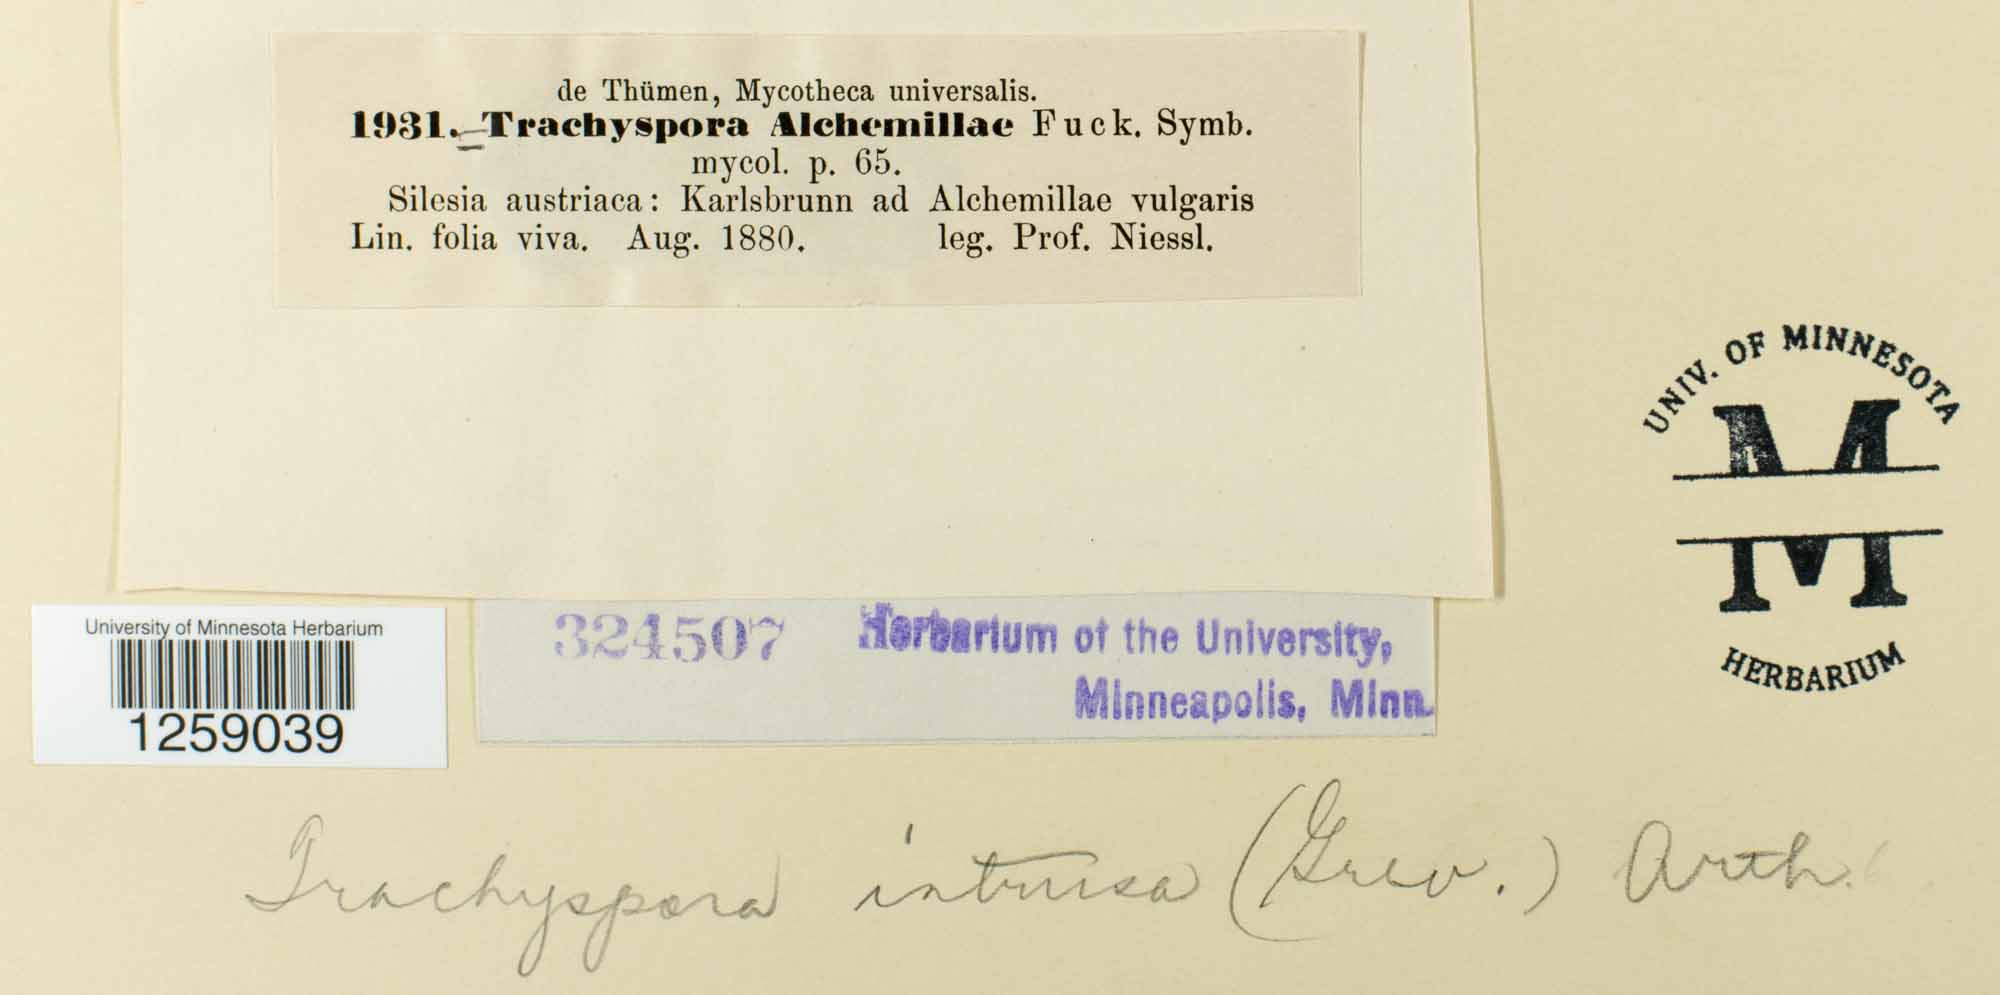 de Thümen, Mycotheca universalis.
1931. Trachyspora Alchemillae Fuck. Symb.
mycol. p. 65.
Silesia austriaca: Karlsbrunn ad Alchemillae vulgaris
Lin. folia viva. Aug. 1880. leg. Prof. Niessl.
UNIV. OF MINNESOTA
M
HERBARIUM
University of Minnesota Herbarium
1259039
324507 Herbarium of the University,
Minneapolis, Minn.
Trachyspora intrusa (Grev.) Arth.